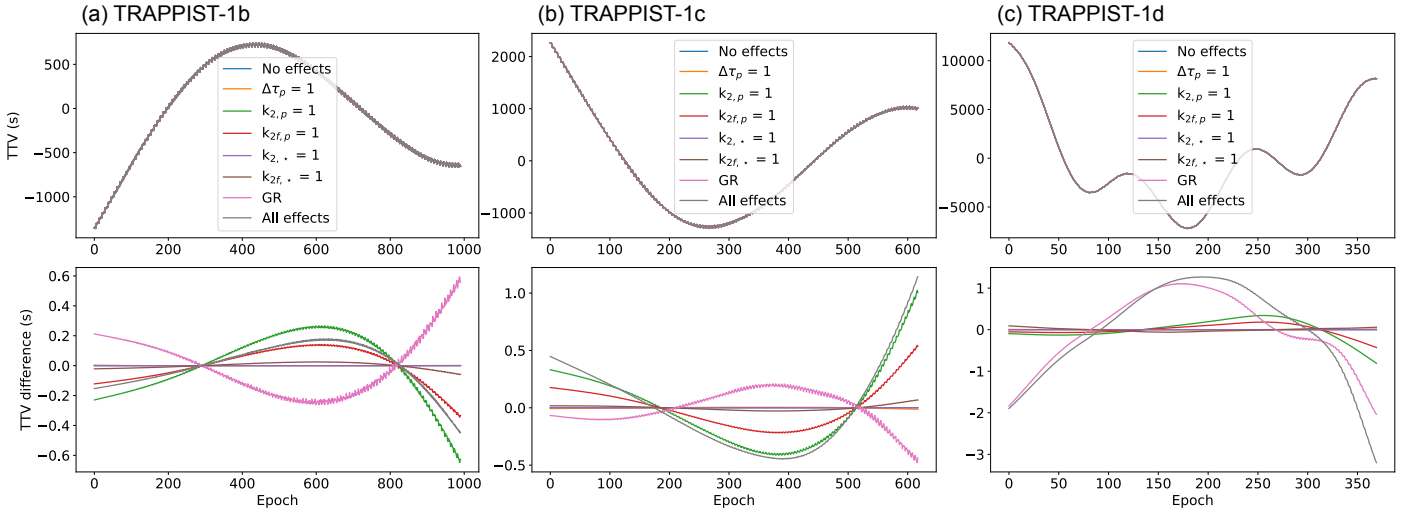 (a) TRAPPIST-1b
(b) TRAPPIST-1c
(c) TRAPPIST-1d
TTV (s)
500
0
−500
−1000
0 200 400 600 800 1000
No effects
Δτp = 1
k2,p = 1
k2f,p = 1
k2,⋆ = 1
k2f,⋆ = 1
GR
All effects
2000
1000
0
−1000
0 100 200 300 400 500 600
No effects
Δτp = 1
k2,p = 1
k2f,p = 1
k2,⋆ = 1
k2f,⋆ = 1
GR
All effects
10000
5000
0
−5000
0 50 100 150 200 250 300 350
No effects
Δτp = 1
k2,p = 1
k2f,p = 1
k2,⋆ = 1
k2f,⋆ = 1
GR
All effects
TTV difference (s)
0.6
0.4
0.2
0.0
−0.2
−0.4
−0.6
0 200 400 600 800 1000
Epoch
1.0
0.5
0.0
−0.5
0 100 200 300 400 500 600
Epoch
1
0
−1
−2
−3
0 50 100 150 200 250 300 350
Epoch